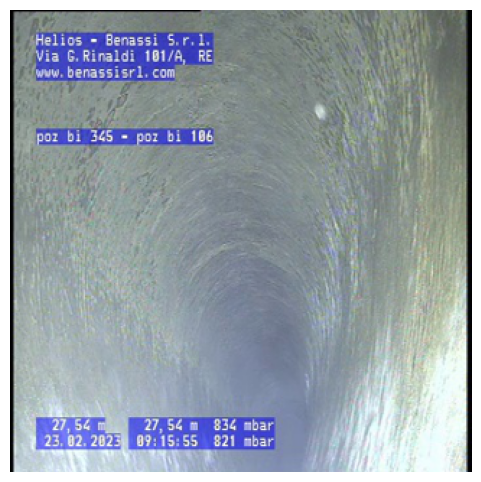 Helios - Benassi S.r.l.
Via G.Rinaldi 101/A, RE
www.benassisrl.com
poz bi 345 - poz bi 106
27,54 m 27,54 m 834 mbar
23.02.2023 09:15:55 821 mbar